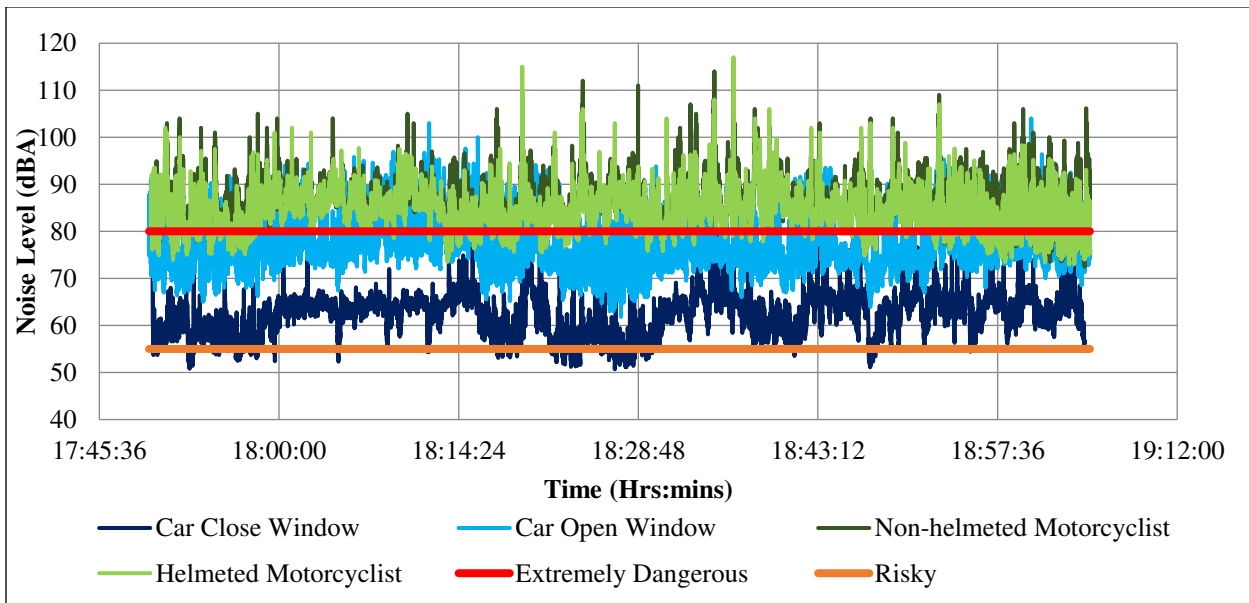 120
110
100
90
80
70
60
50
40
Noise Level (dBA)
17:45:36 18:00:00 18:14:24 18:28:48 18:43:12 18:57:36 19:12:00
Time (Hrs:mins)
Car Close Window Car Open Window Non-helmeted Motorcyclist
Helmeted Motorcyclist Extremely Dangerous Risky